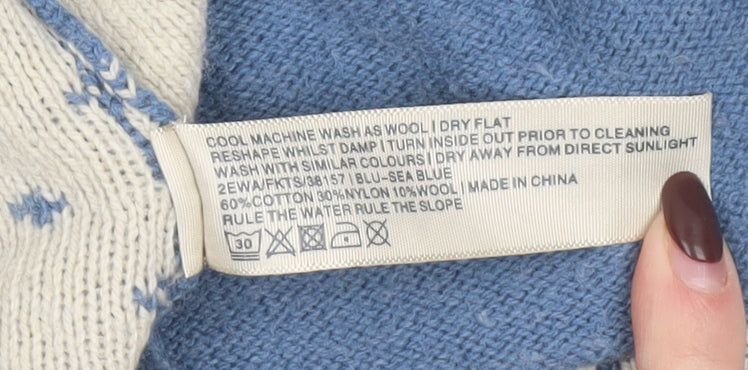 COOL MACHINE WASH AS WOOL | DRY FLAT
RESHAPE WHILST DAMP | TURN INSIDE OUT PRIOR TO CLEANING
WASH WITH SIMILAR COLOURS | DRY AWAY FROM DIRECT SUNLIGHT
2EWA/FKTS/38157 | BLU-SEA BLUE
60%COTTON 30%NYLON 10%WOOL | MADE IN CHINA
RULE THE WATER RULE THE SLOPE
30